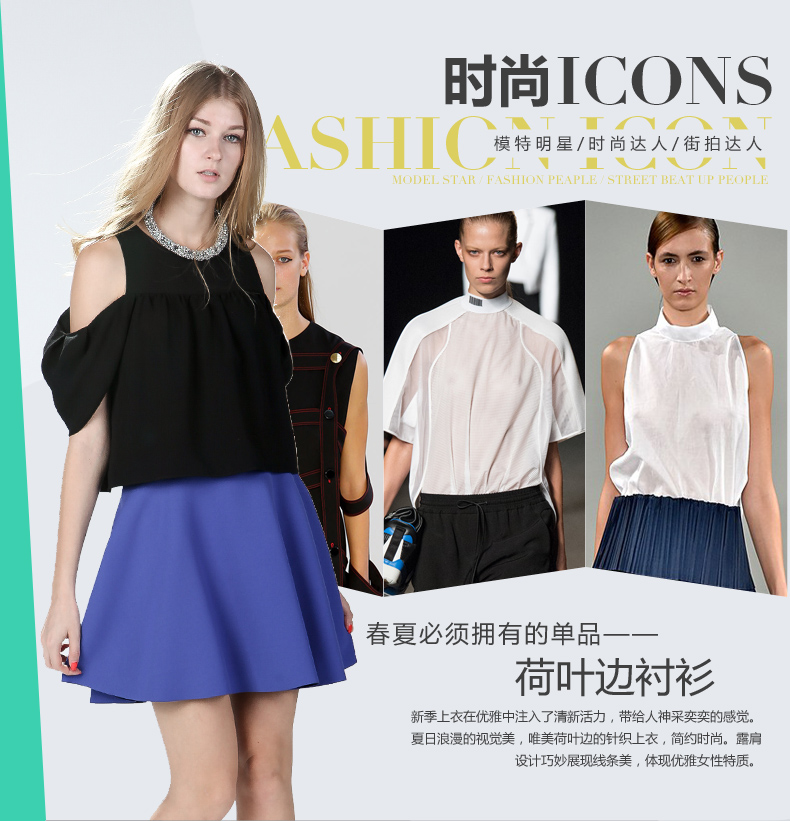 时尚ICONS
FASHION ICON
模特明星/时尚达人/街拍达人
MODEL STAR / FASHION PEAPLE / STREET BEAT UP PEOPLE
春夏必须拥有的单品——
荷叶边衬衫
新季上衣在优雅中注入了清新活力，带给人神采奕奕的感觉。
夏日浪漫的视觉美，唯美荷叶边的针织上衣，简约时尚。露肩
设计巧妙展现线条美，体现优雅女性特质。